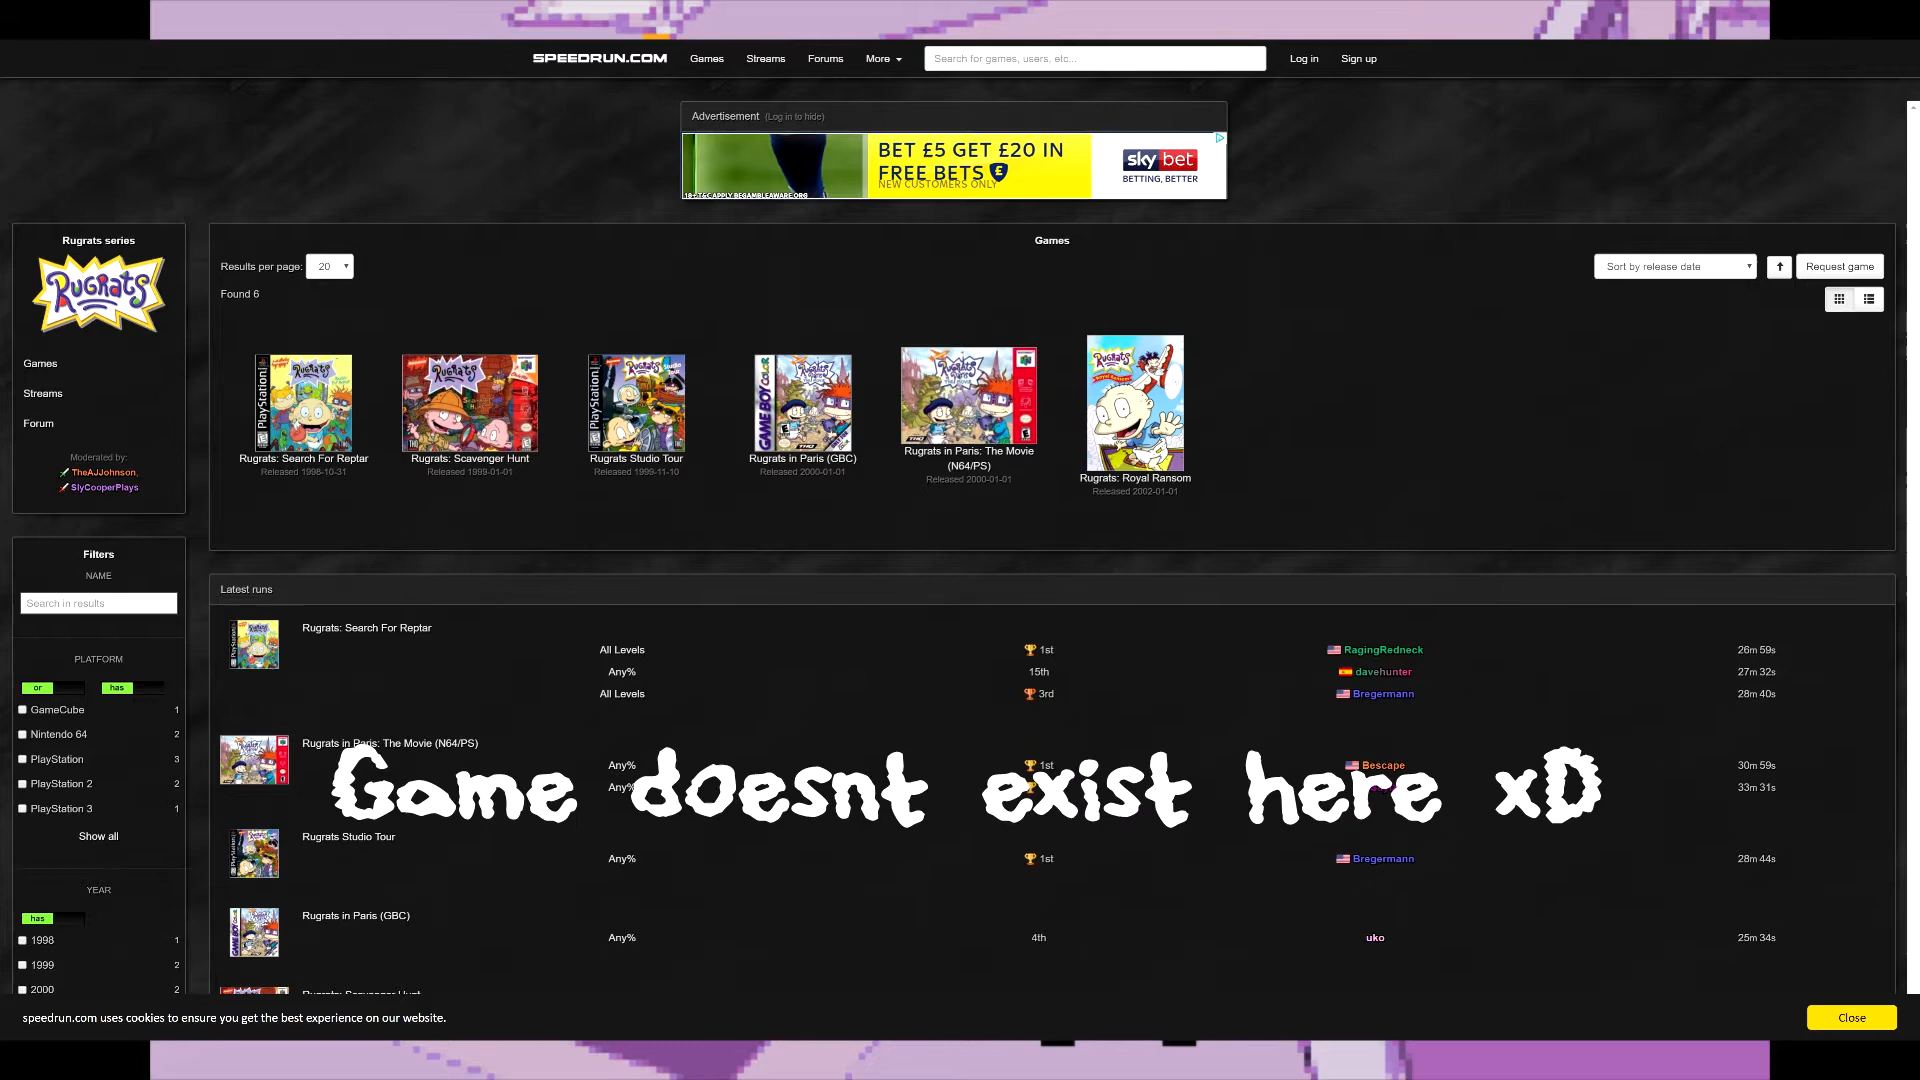 SPEEDRUN.COM Games Streams Forums More Search for games, users, etc... Log in Sign up
Advertisement (Log in to hide)
BET £5 GET £20 IN
FREE BETS £
NEW CUSTOMERS ONLY
18+ T&C APPLY. BEGAMBLEAWARE.ORG
sky bet
BETTING, BETTER
Rugrats series
RUGRATS
Games
Streams
Forum
Moderated by:
TheAJJohnson,
SlyCooperPlays
Games
Results per page: 20
Sort by release date
Request game
Found 6
Rugrats: Search For Reptar
Released 1998-10-31
Rugrats: Scavenger Hunt
Released 1999-01-01
Rugrats Studio Tour
Released 1999-11-10
Rugrats in Paris (GBC)
Released 2000-01-01
Rugrats in Paris: The Movie
(N64/PS)
Released 2000-01-01
Rugrats: Royal Ransom
Released 2002-01-01
Filters
NAME
Search in results
PLATFORM
or has
GameCube 1
Nintendo 64 2
PlayStation 3
PlayStation 2 2
PlayStation 3 1
Show all
YEAR
has
1998 1
1999 2
2000 2
Latest runs
Rugrats: Search For Reptar
All Levels 1st RagingRedneck 26m 59s
Any% 15th davehunter 27m 32s
All Levels 3rd Bregermann 28m 40s
Rugrats in Paris: The Movie (N64/PS)
Any% 1st Bescape 30m 59s
Any% 33m 31s
Game doesnt exist here xD
Rugrats Studio Tour
Any% 1st Bregermann 28m 44s
Rugrats in Paris (GBC)
Any% 4th uko 25m 34s
Rugrats: Scavenger Hunt
speedrun.com uses cookies to ensure you get the best experience on our website.
Close